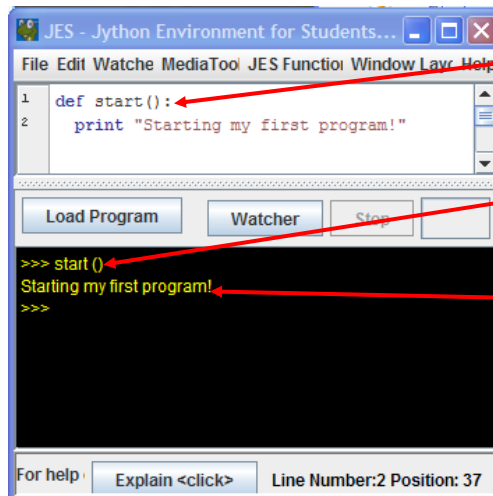 JES - Jython Environment for Students...
File Edit Watche MediaTool JES Function Window Layo Help
1 def start():
2 print "Starting my first program!"
Load Program Watcher Stop
>>> start ()
Starting my first program!
>>>
For help Explain <click> Line Number:2 Position: 37